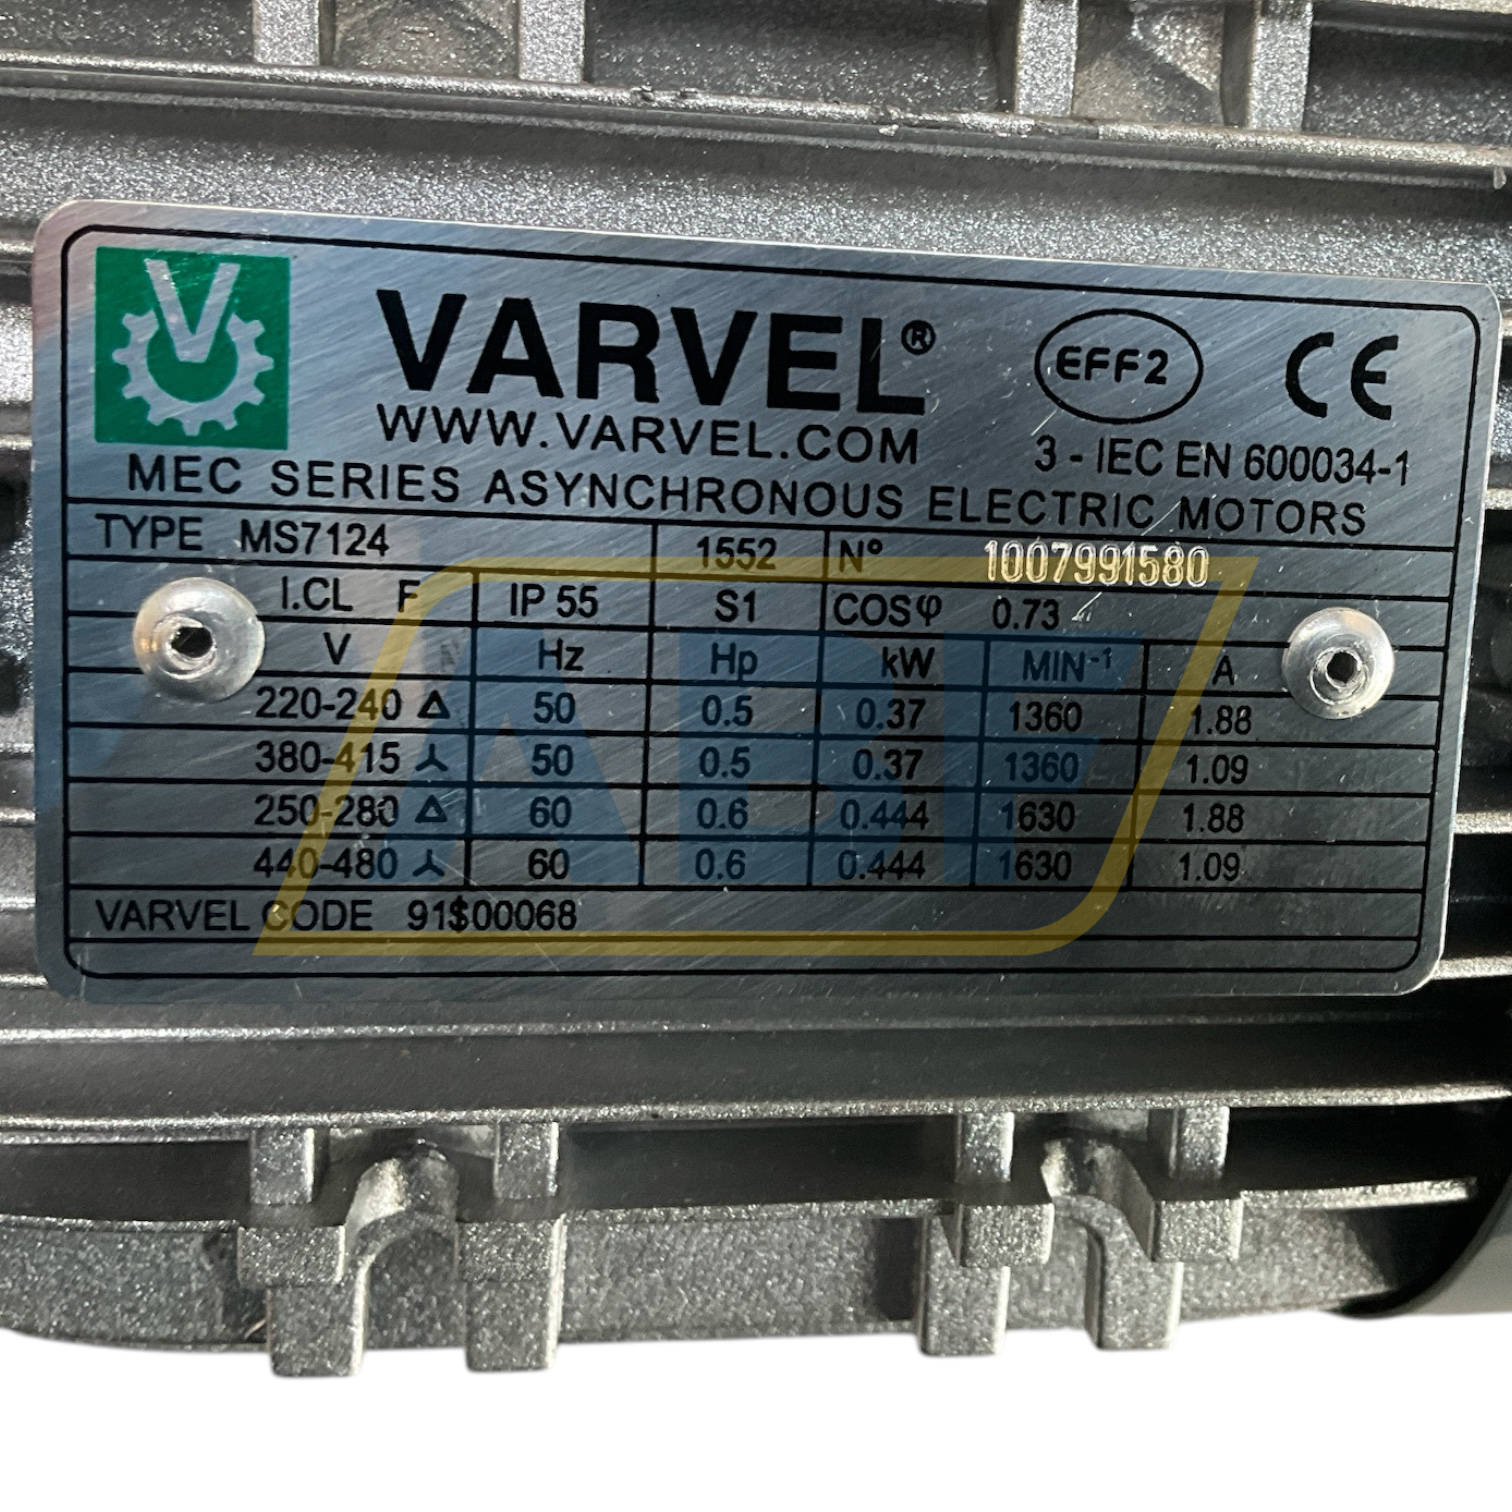 V
VARVEL®
EFF2
CE
WWW.VARVEL.COM
3 - IEC EN 600034-1
MEC SERIES ASYNCHRONOUS ELECTRIC MOTORS
TYPE MS7124 1552 N° 1007991580
I.CL F IP 55 S1 COSφ 0.73
V Hz Hp kW MIN-1 A
220-240 Δ 50 0.5 0.37 1360 1.88
380-415 ⅄ 50 0.5 0.37 1360 1.09
250-280 Δ 60 0.6 0.444 1630 1.88
440-480 ⅄ 60 0.6 0.444 1630 1.09
VARVEL CODE 91S00068
ABF